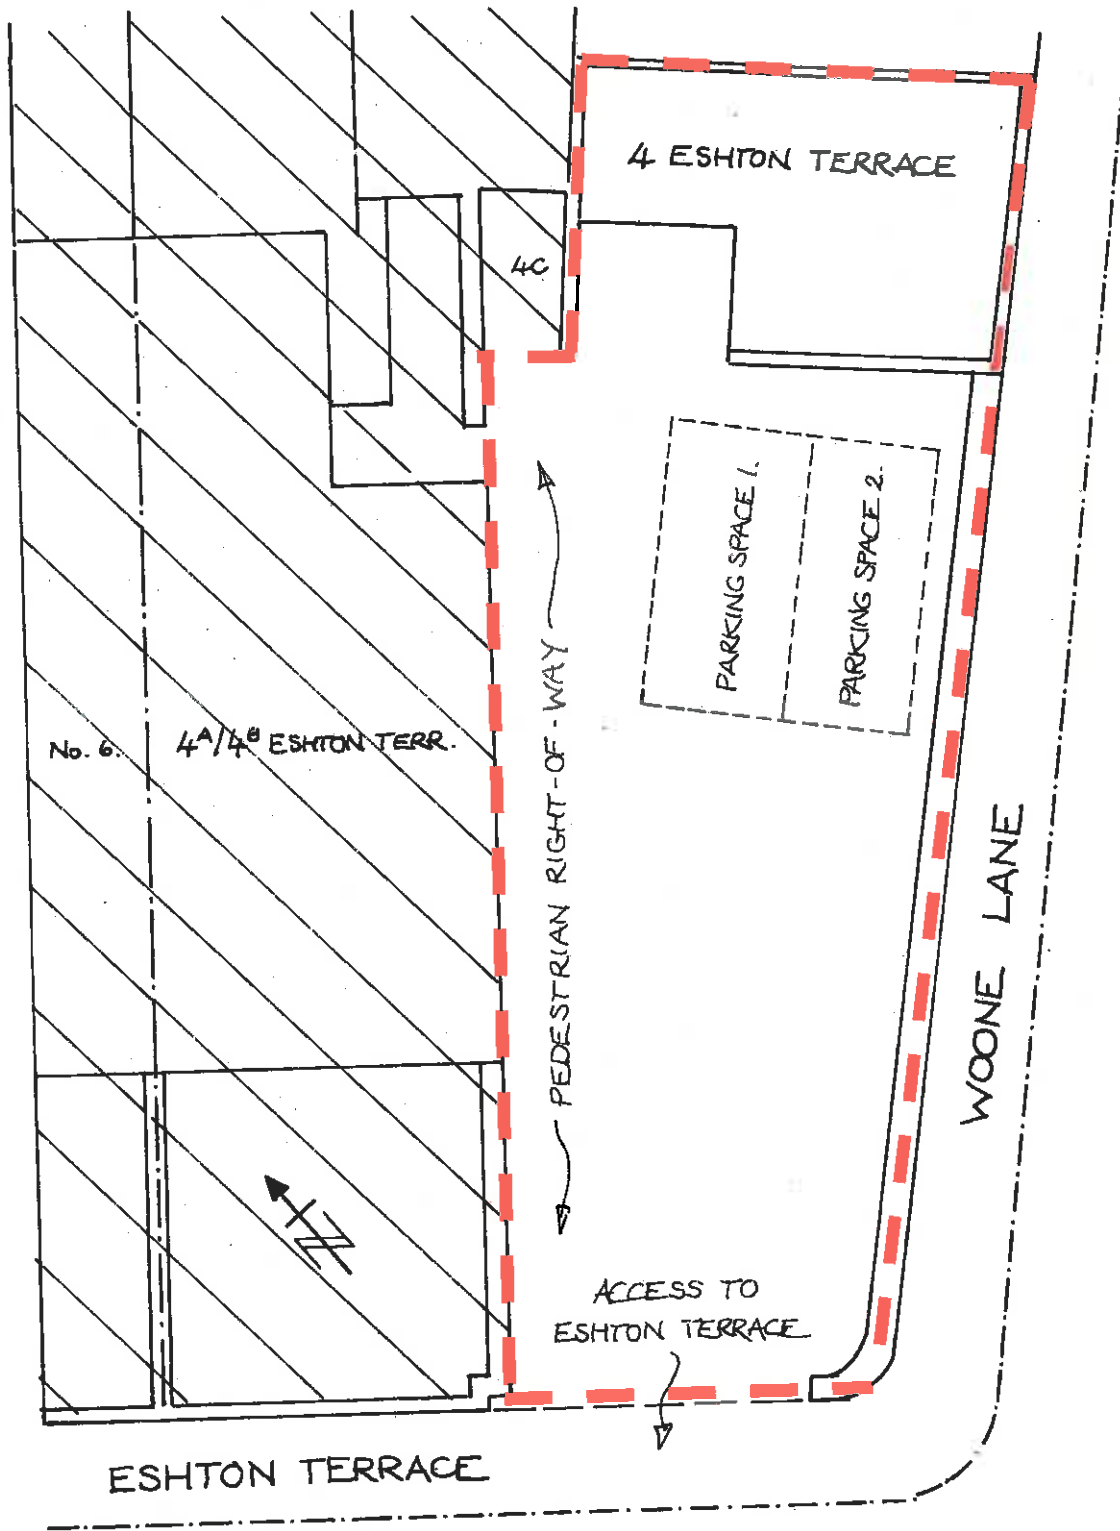 4 ESHTON TERRACE
4C
PARKING SPACE 1.
PARKING SPACE 2.
PEDESTRIAN RIGHT-OF-WAY
No. 6.
4A/4B ESHTON TERR.
WOONE LANE
N
ACCESS TO
ESHTON TERRACE
ESHTON TERRACE